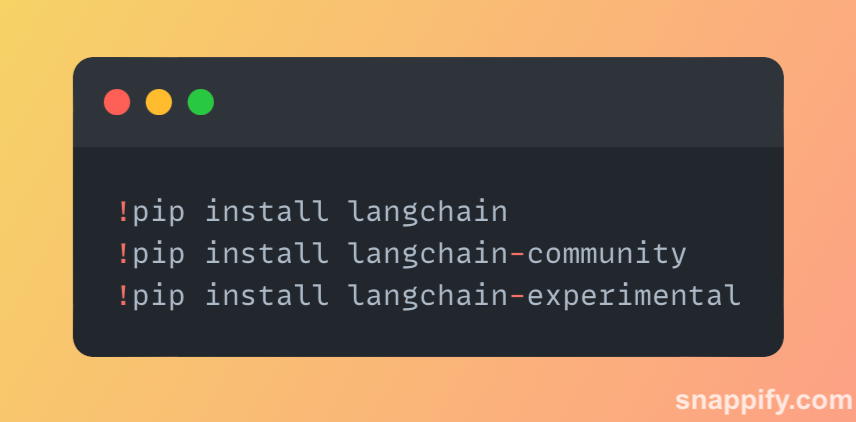 !pip install langchain
!pip install langchain-community
!pip install langchain-experimental
snappify.com